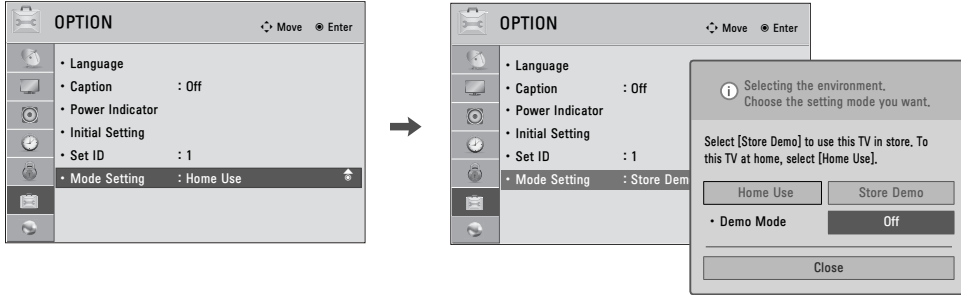 OPTION
Move Enter
• Language
• Caption : Off
• Power Indicator
• Initial Setting
• Set ID : 1
• Mode Setting : Home Use
OPTION
Move Enter
• Language
• Caption : Off
• Power Indicator
• Initial Setting
• Set ID : 1
• Mode Setting : Store Dem
i Selecting the environment.
Choose the setting mode you want.
Select [Store Demo] to use this TV in store. To
this TV at home, select [Home Use].
Home Use Store Demo
• Demo Mode Off
Close